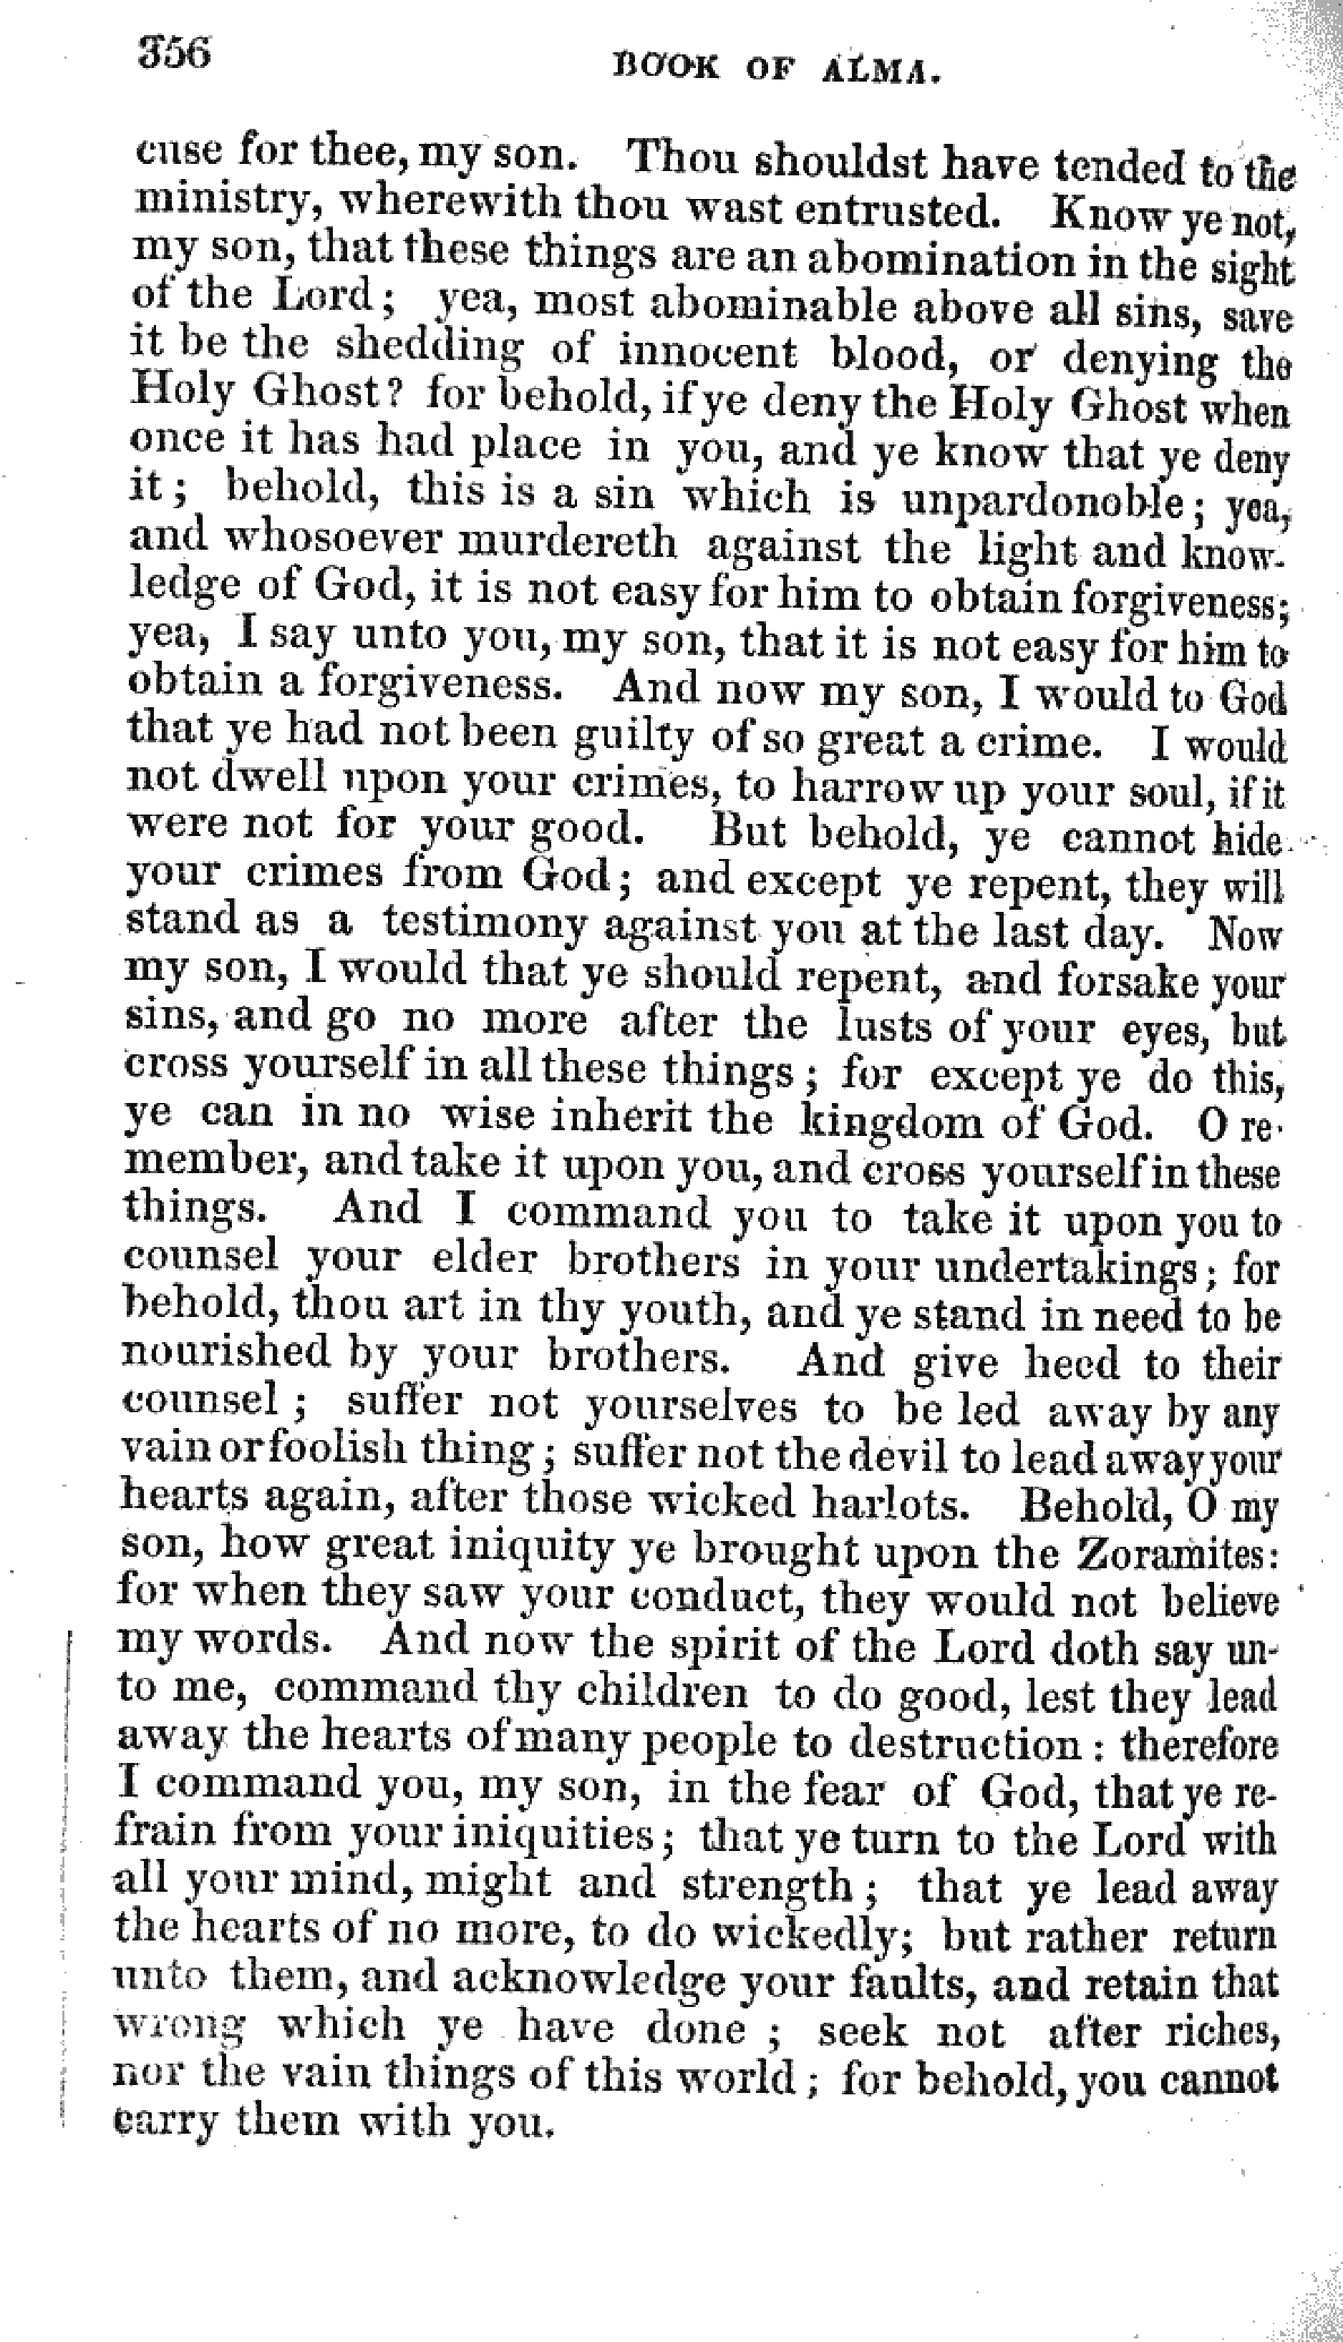 356
BOOK OF ALMA.
cuse for thee, my son. Thou shouldst have tended to the
ministry, wherewith thou wast entrusted. Know ye not,
my son, that these things are an abomination in the sight
of the Lord; yea, most abominable above all sins, save
it be the shedding of innocent blood, or denying the
Holy Ghost? for behold, if ye deny the Holy Ghost when
once it has had place in you, and ye know that ye deny
it; behold, this is a sin which is unpardonoble; yea,
and whosoever murdereth against the light and know-
ledge of God, it is not easy for him to obtain forgiveness;
yea, I say unto you, my son, that it is not easy for him to
obtain a forgiveness. And now my son, I would to God
that ye had not been guilty of so great a crime. I would
not dwell upon your crimes, to harrow up your soul, if it
were not for your good. But behold, ye cannot hide
your crimes from God; and except ye repent, they will
stand as a testimony against you at the last day. Now
my son, I would that ye should repent, and forsake your
sins, and go no more after the lusts of your eyes, but
cross yourself in all these things; for except ye do this,
ye can in no wise inherit the kingdom of God. O re-
member, and take it upon you, and cross yourself in these
things. And I command you to take it upon you to
counsel your elder brothers in your undertakings; for
behold, thou art in thy youth, and ye stand in need to be
nourished by your brothers. And give heed to their
counsel; suffer not yourselves to be led away by any
vain or foolish thing; suffer not the devil to lead away your
hearts again, after those wicked harlots. Behold, O my
son, how great iniquity ye brought upon the Zoramites:
for when they saw your conduct, they would not believe
my words. And now the spirit of the Lord doth say un-
to me, command thy children to do good, lest they lead
away the hearts of many people to destruction: therefore
I command you, my son, in the fear of God, that ye re-
frain from your iniquities; that ye turn to the Lord with
all your mind, might and strength; that ye lead away
the hearts of no more, to do wickedly; but rather return
unto them, and acknowledge your faults, and retain that
wrong which ye have done; seek not after riches,
nor the vain things of this world; for behold, you cannot
carry them with you.